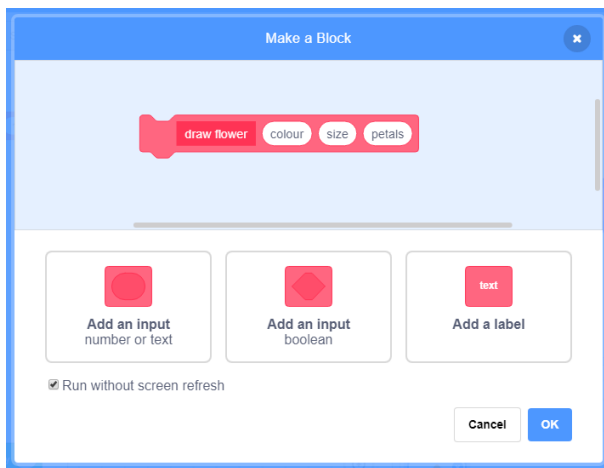 Make a Block
draw flower colour size petals
text
Add an input Add an input Add a label
number or text boolean
Run without screen refresh
Cancel OK